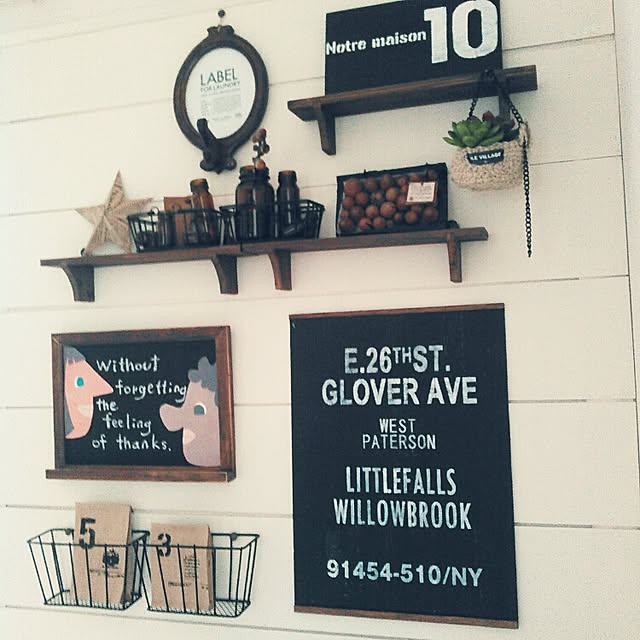 Notre maison 10
LABEL
FOR LAUNDRY
LE VILLAGE
Without
forgetting
the
feeling
of thanks.
E.26TH ST.
GLOVER AVE
WEST
PATERSON
LITTLEFALLS
WILLOWBROOK
91454-510/NY
5
3